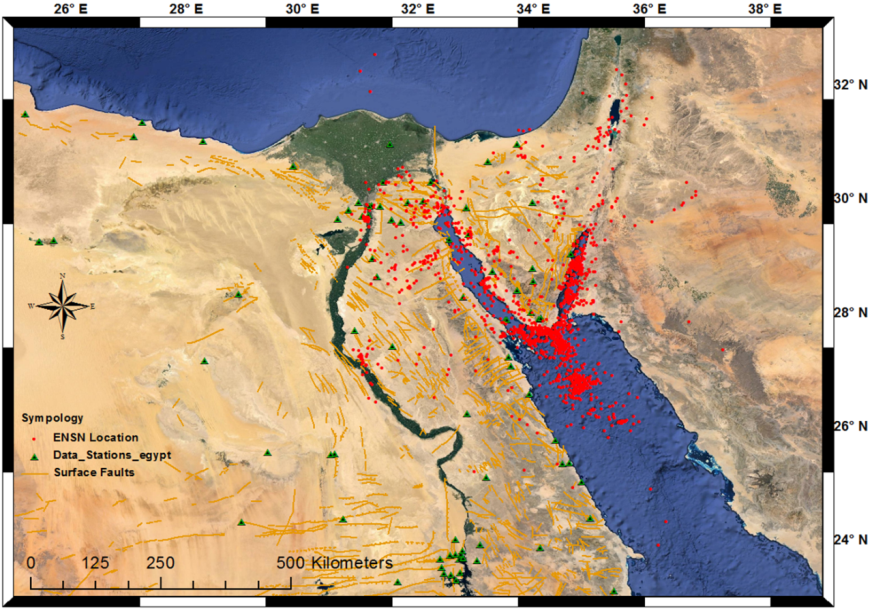 26° E 28° E 30° E 32° E 34° E 36° E 38° E
32° N
30° N
28° N
26° N
24° N
N
W E
S
Sympology
ENSN Location
Data_Stations_egypt
Surface Faults
0 125 250 500 Kilometers